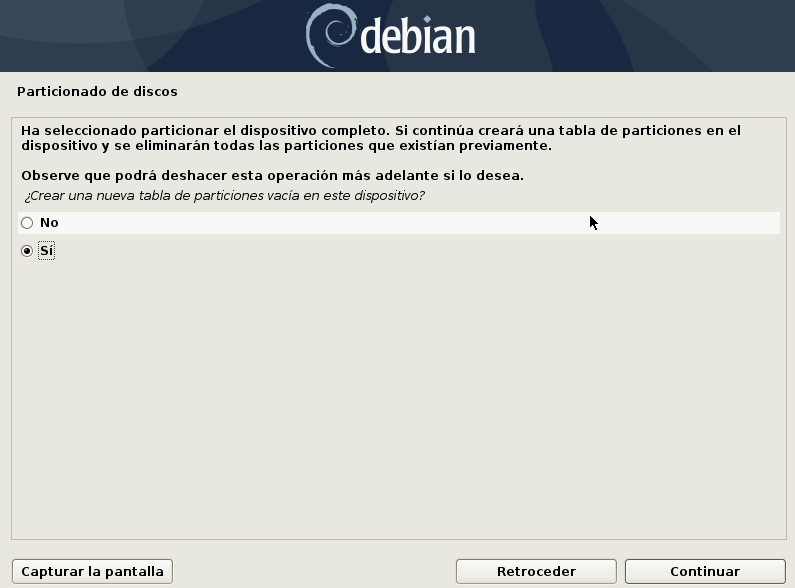 debian
Particionado de discos
Ha seleccionado particionar el dispositivo completo. Si continúa creará una tabla de particiones en el
dispositivo y se eliminarán todas las particiones que existían previamente.
Observe que podrá deshacer esta operación más adelante si lo desea.
¿Crear una nueva tabla de particiones vacía en este dispositivo?
No
Sí
Capturar la pantalla
Retroceder
Continuar